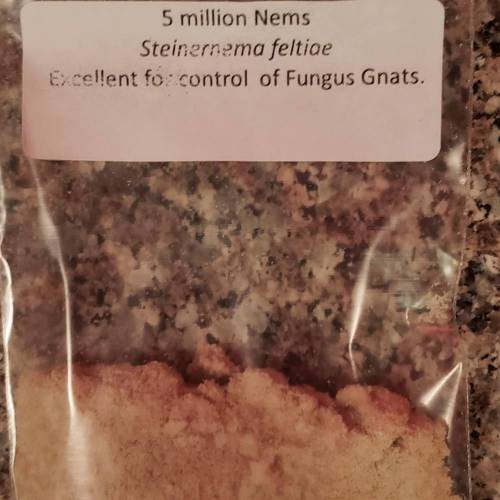 5 million Nems
Steinernema feltiae
Excellent for control of Fungus Gnats.